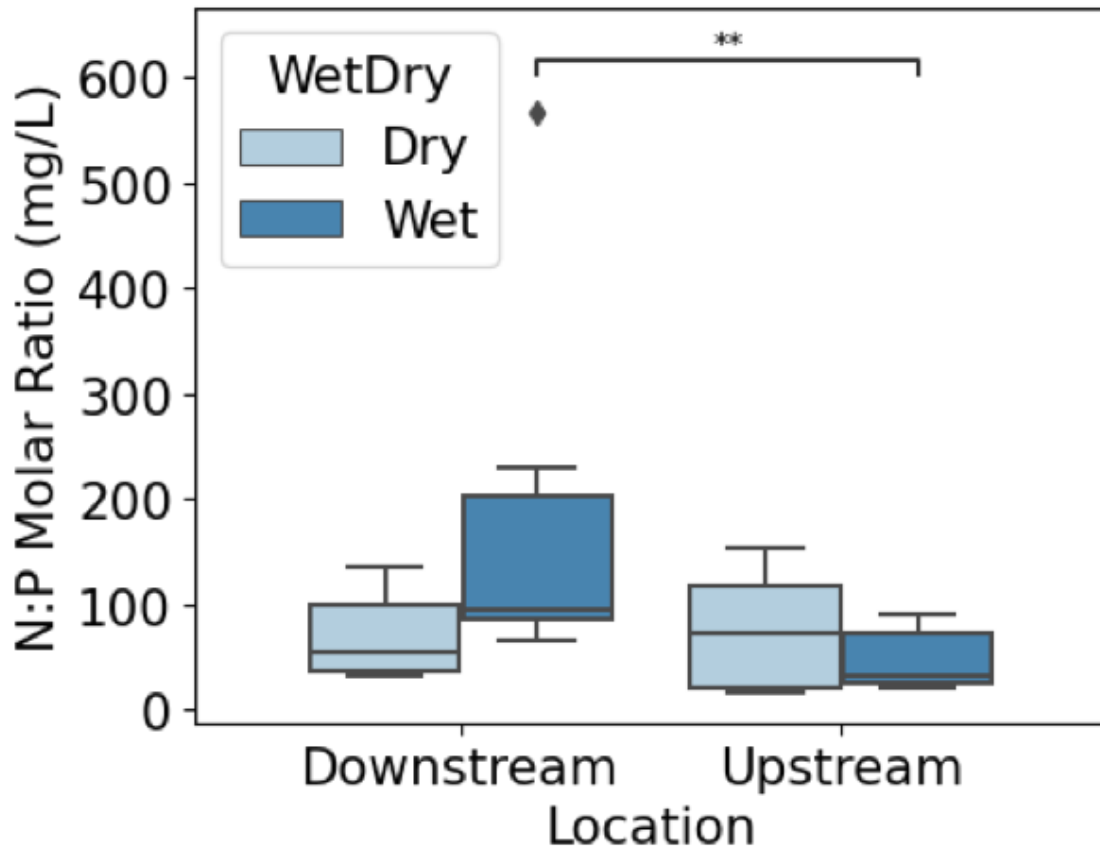 **
WetDry
Dry
Wet
600
500
400
300
200
100
0
N:P Molar Ratio (mg/L)
Downstream Upstream
Location